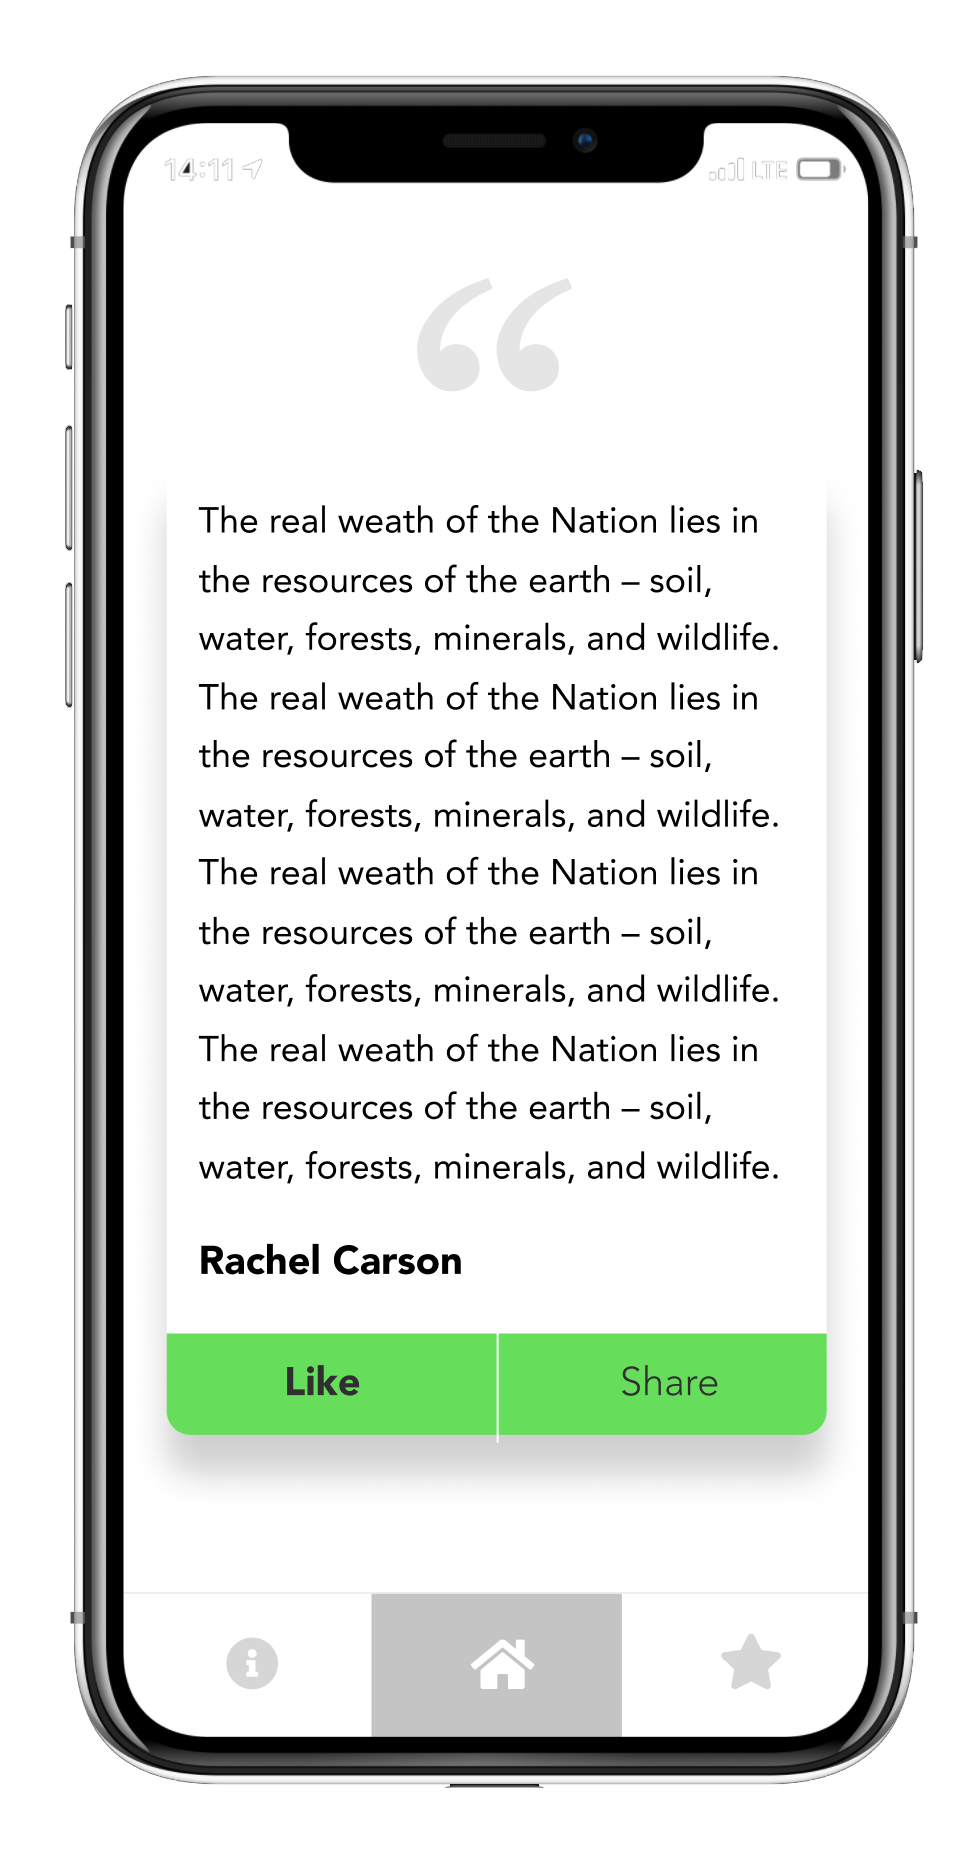 14:11 LTE
“
The real weath of the Nation lies in
the resources of the earth – soil,
water, forests, minerals, and wildlife.
The real weath of the Nation lies in
the resources of the earth – soil,
water, forests, minerals, and wildlife.
The real weath of the Nation lies in
the resources of the earth – soil,
water, forests, minerals, and wildlife.
The real weath of the Nation lies in
the resources of the earth – soil,
water, forests, minerals, and wildlife.
Rachel Carson
Like Share